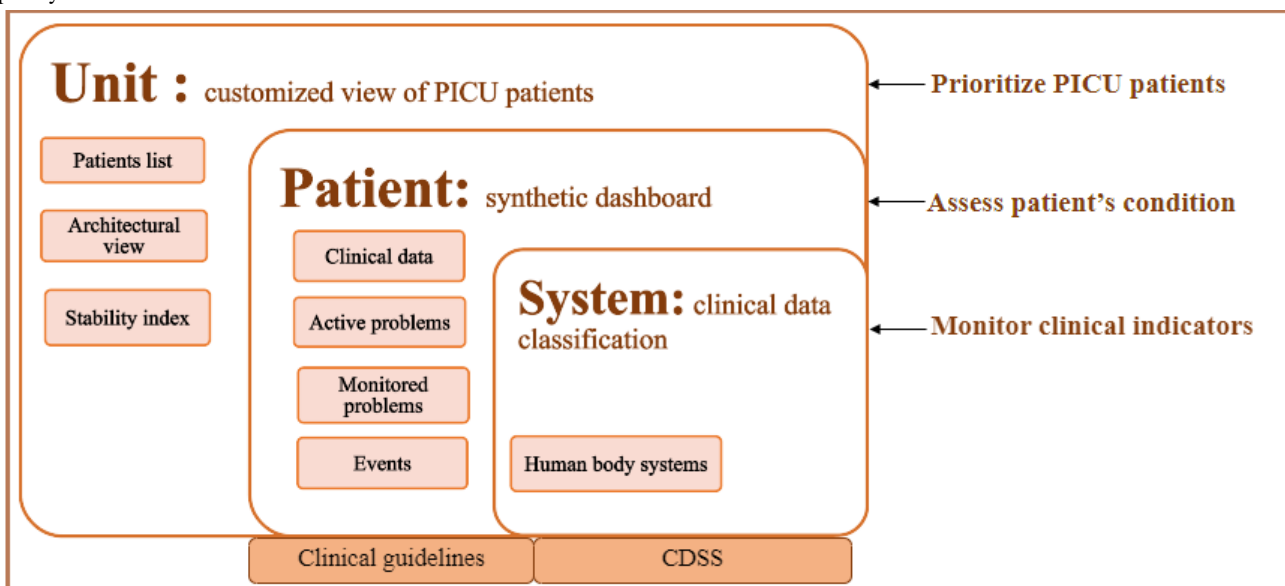 Unit : customized view of PICU patients
Prioritize PICU patients
Patients list
Architectural
view
Stability index
Patient: synthetic dashboard
Assess patient's condition
Clinical data
Active problems
Monitored
problems
Events
System: clinical data
classification
Monitor clinical indicators
Human body systems
Clinical guidelines
CDSS